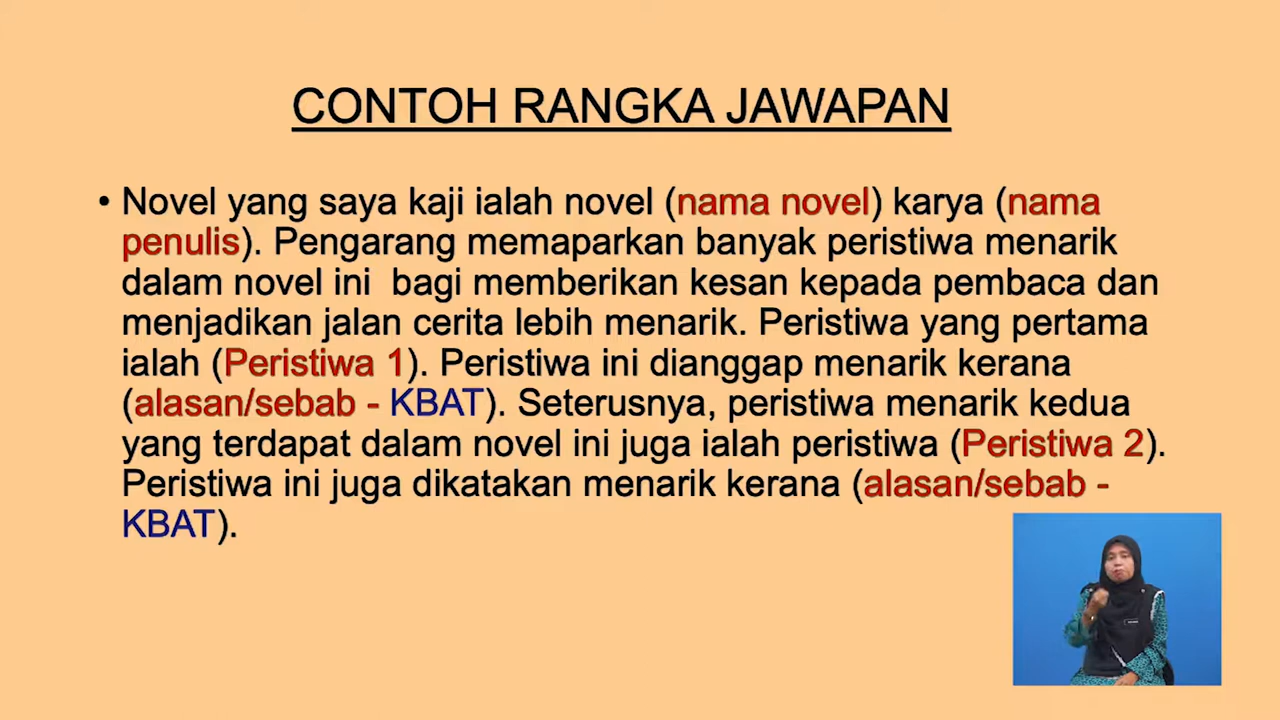 CONTOH RANGKA JAWAPAN
• Novel yang saya kaji ialah novel (nama novel) karya (nama
penulis). Pengarang memaparkan banyak peristiwa menarik
dalam novel ini  bagi memberikan kesan kepada pembaca dan
menjadikan jalan cerita lebih menarik. Peristiwa yang pertama
ialah (Peristiwa 1). Peristiwa ini dianggap menarik kerana
(alasan/sebab - KBAT). Seterusnya, peristiwa menarik kedua
yang terdapat dalam novel ini juga ialah peristiwa (Peristiwa 2).
Peristiwa ini juga dikatakan menarik kerana (alasan/sebab -
KBAT).